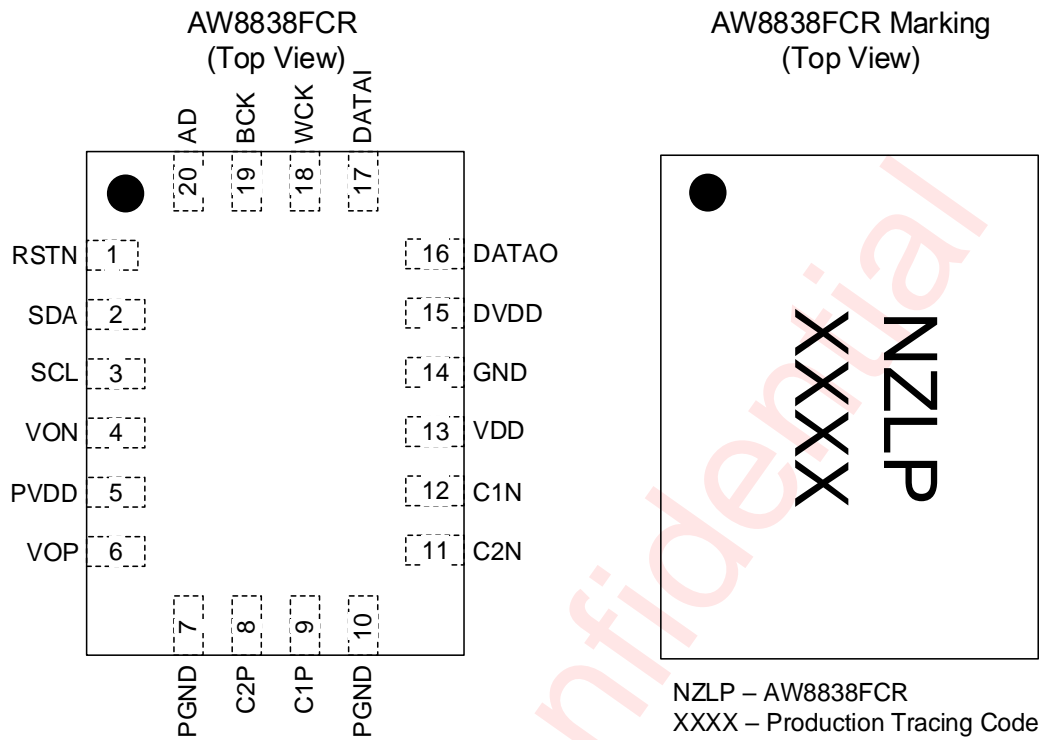 AW8838FCR
(Top View)
AW8838FCR Marking
(Top View)
AD
BCK
WCK
DATAI
20
19
18
17
RSTN 1
SDA 2
SCL 3
VON 4
PVDD 5
VOP 6
16 DATAO
15 DVDD
14 GND
13 VDD
12 C1N
11 C2N
7
8
9
10
PGND
C2P
C1P
PGND
NZLP
XXXX
NZLP – AW8838FCR
XXXX – Production Tracing Code
nfidential